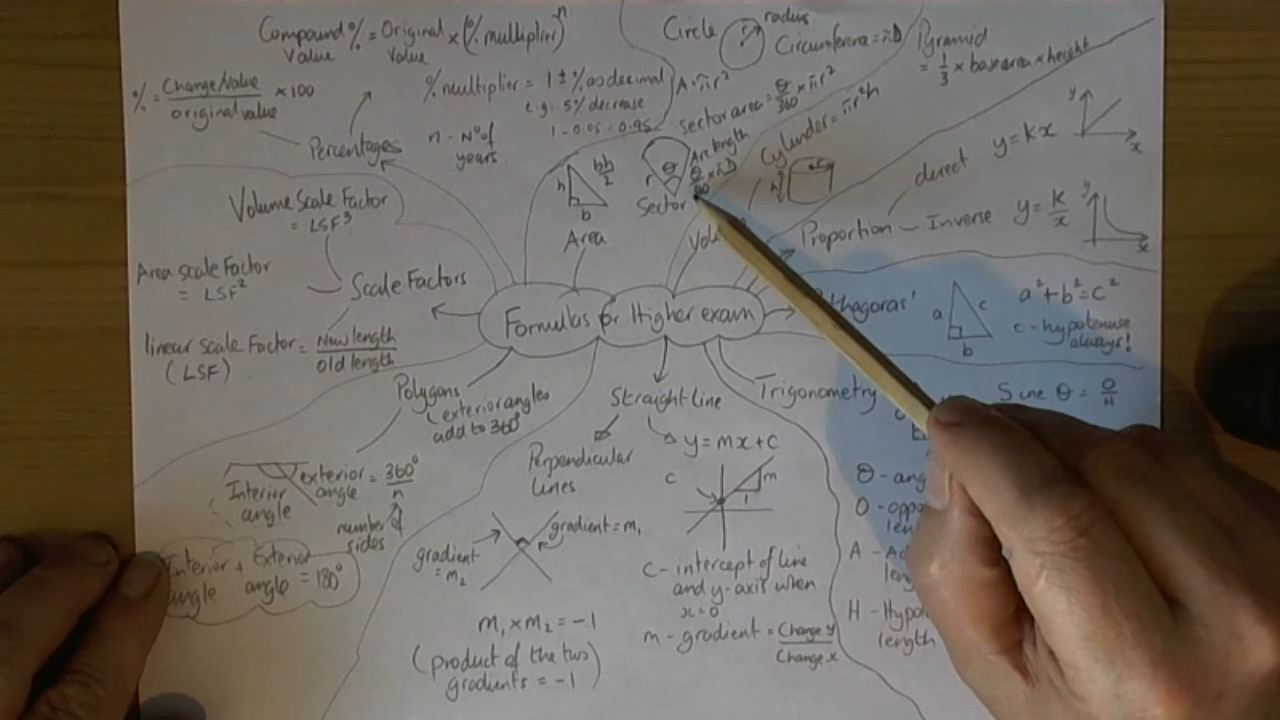 Compound % = Original × (% multiplier)ⁿ
Value Value
% = Change Value × 100
original value
% multiplier = 1 ± % as decimal
e.g. 5% decrease
1 - 0.05 = 0.95
n - Nº of
years.
Percentages
Circle
radius
r
Circumference = πD
A = πr²
Sector area = θ/360 × πr²
Arc length
θ
r
Sector
h
bh/2
b
Area
Pyramid
= 1/3 × base area × height
Cylinder = πr²h
r
h
Proportion - Inverse
direct
y = kx
y
x
y = k/x
y
x
Volume Scale Factor
= LSF³
Area scale Factor
= LSF²
Scale Factors
linear scale Factor = New length
(LSF) Old length
Formulas for Higher exam
a
c
b
a² + b² = c²
c - hypotenuse
always!
Polygons
(exterior angles
add to 360°
exterior = 360°
angle n
Interior
angle
number of
sides
Interior + Exterior = 180°
angle angle
Straight line
Perpendicular
lines
gradient = m₁
gradient
= m₂
m₁ × m₂ = -1
(product of the two
gradients = -1)
y = mx + c
c
m
1
C - intercept of line
and y-axis when
x = 0
m - gradient = Change y
Change x
Trigonometry
Sine θ = O/H
θ - ang
O - oppo
len
A - Ad
len
H - Hypo
length